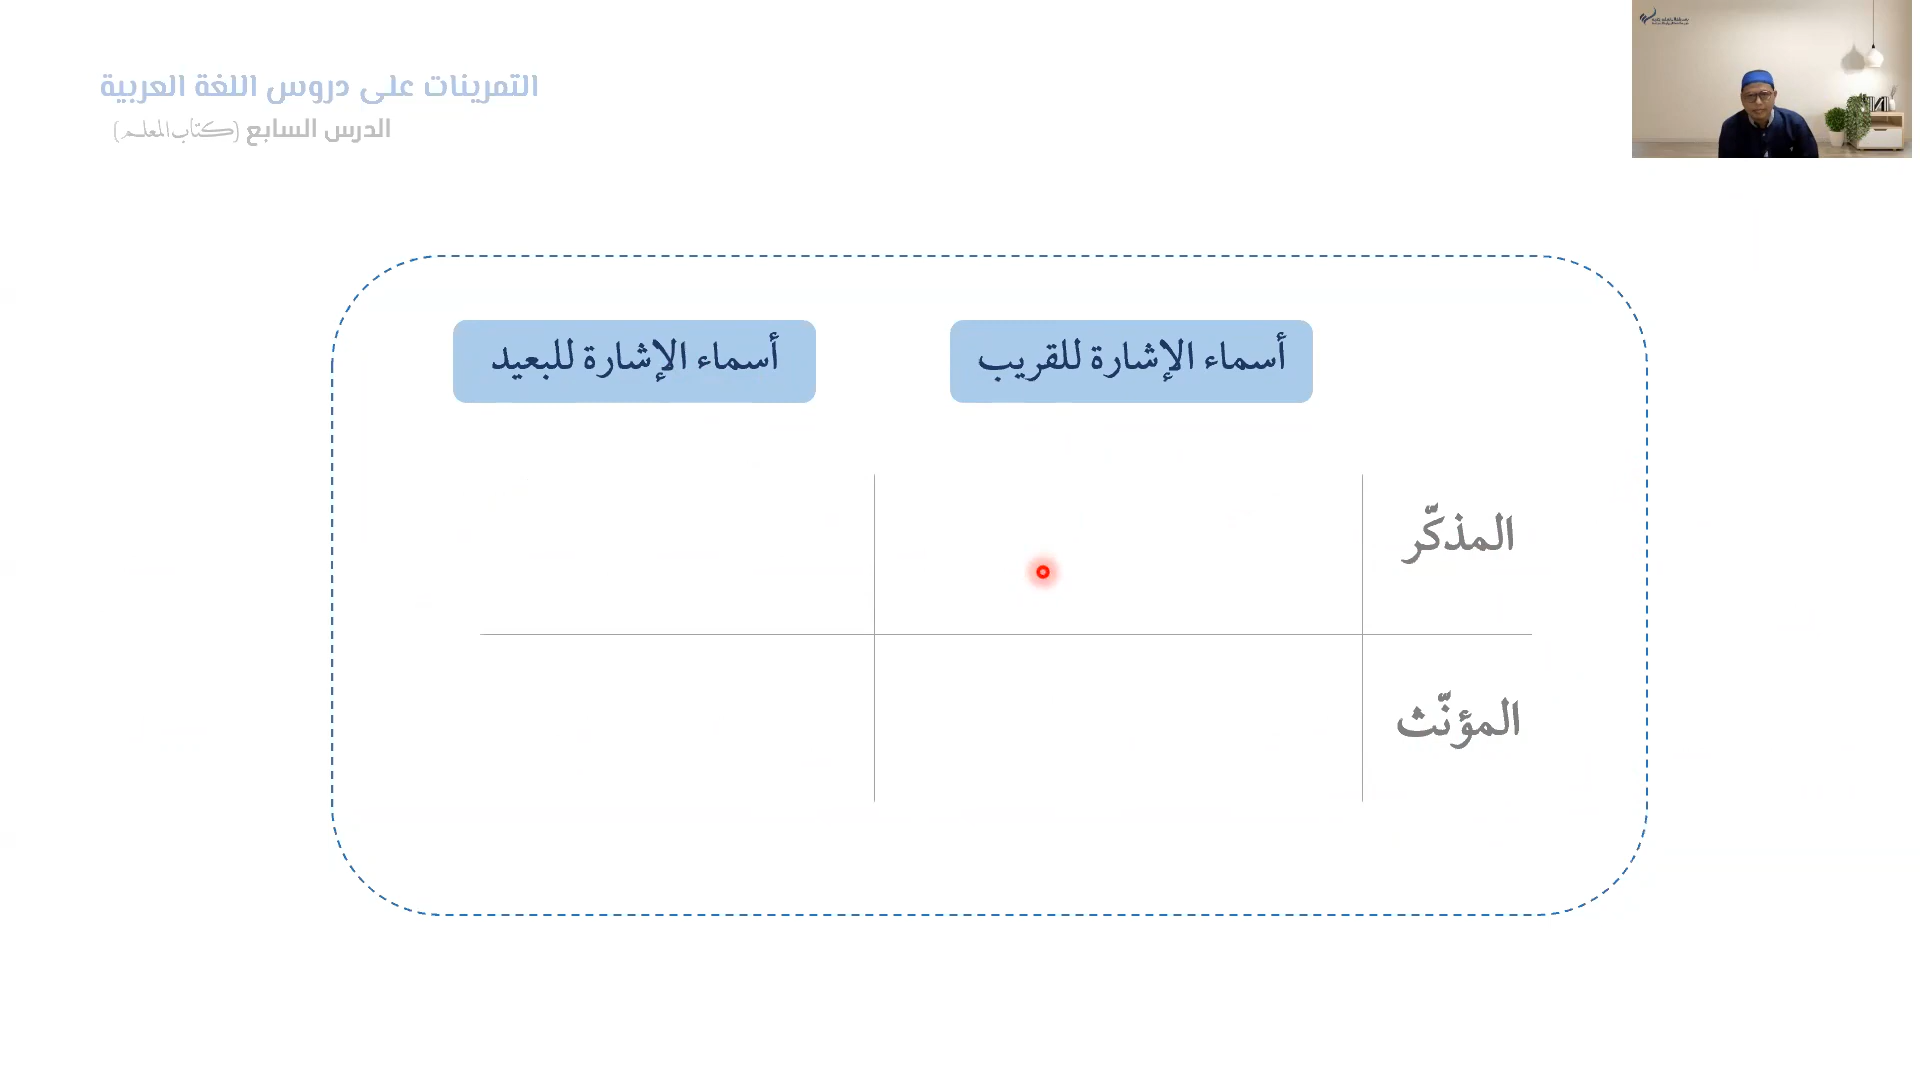 التمرينات على دروس اللغة العربية
الدرس السابع (كتاب المعلم)
أسماء الإشارة للقريب
أسماء الإشارة للبعيد
المذكّر
المؤنّث